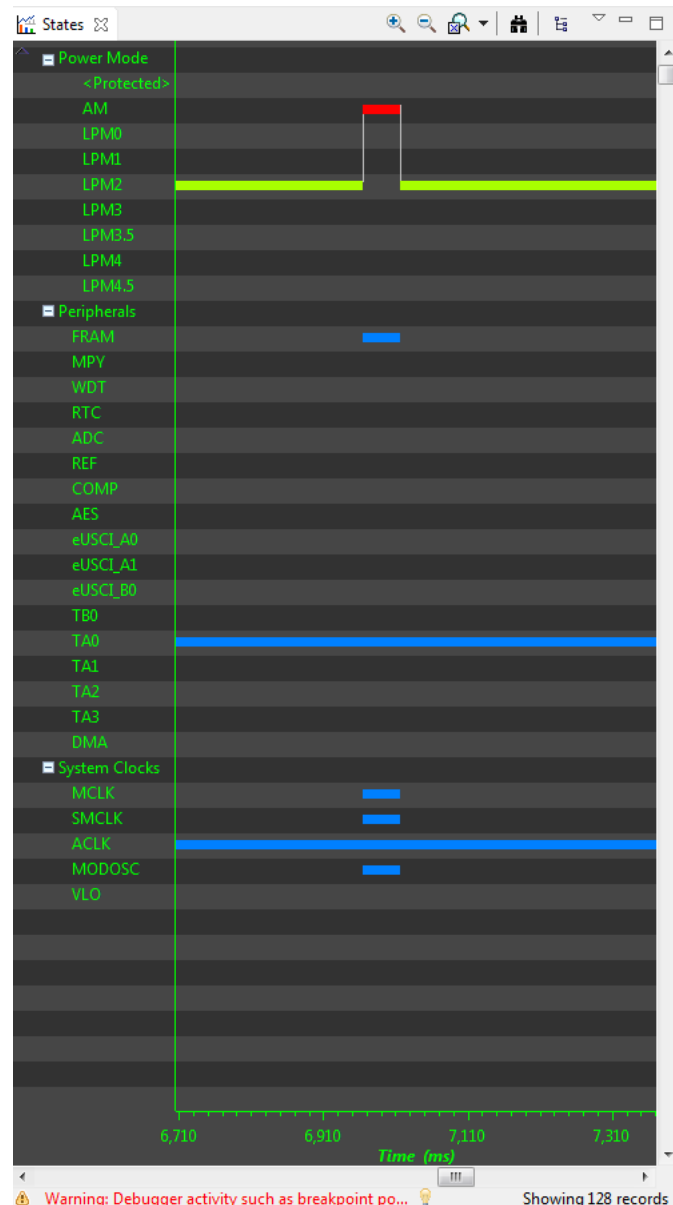 States
Power Mode
<Protected>
AM
LPM0
LPM1
LPM2
LPM3
LPM3.5
LPM4
LPM4.5
Peripherals
FRAM
MPY
WDT
RTC
ADC
REF
COMP
AES
eUSCI_A0
eUSCI_A1
eUSCI_B0
TB0
TA0
TA1
TA2
TA3
DMA
System Clocks
MCLK
SMCLK
ACLK
MODOSC
VLO
6,710 6,910 7,110 7,310
Time (ms)
Warning: Debugger activity such as breakpoint po... Showing 128 records